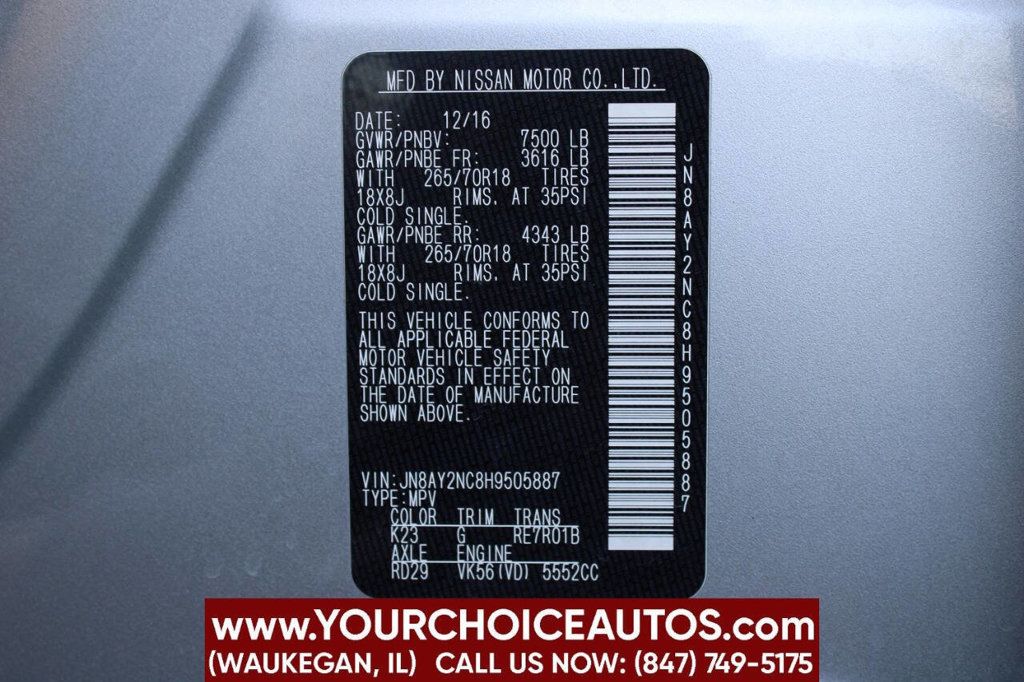 MFD BY NISSAN MOTOR CO.,LTD.
DATE: 12/16
GVWR/PNBV: 7500 LB
GAWR/PNBE FR: 3616 LB
WITH 265/70R18 TIRES
18X8J RIMS, AT 35PSI
COLD SINGLE.
GAWR/PNBE RR: 4343 LB
WITH 265/70R18 TIRES
18X8J RIMS, AT 35PSI
COLD SINGLE.
THIS VEHICLE CONFORMS TO
ALL APPLICABLE FEDERAL
MOTOR VEHICLE SAFETY
STANDARDS IN EFFECT ON
THE DATE OF MANUFACTURE
SHOWN ABOVE.
VIN:JN8AY2NC8H9505887
TYPE:MPV
COLOR TRIM TRANS
K23 G RE7R01B
AXLE ENGINE
RD29 VK56(VD) 5552CC
JN8AY2NC8H9505887
www.YOURCHOICEAUTOS.com
(WAUKEGAN, IL) CALL US NOW: (847) 749-5175